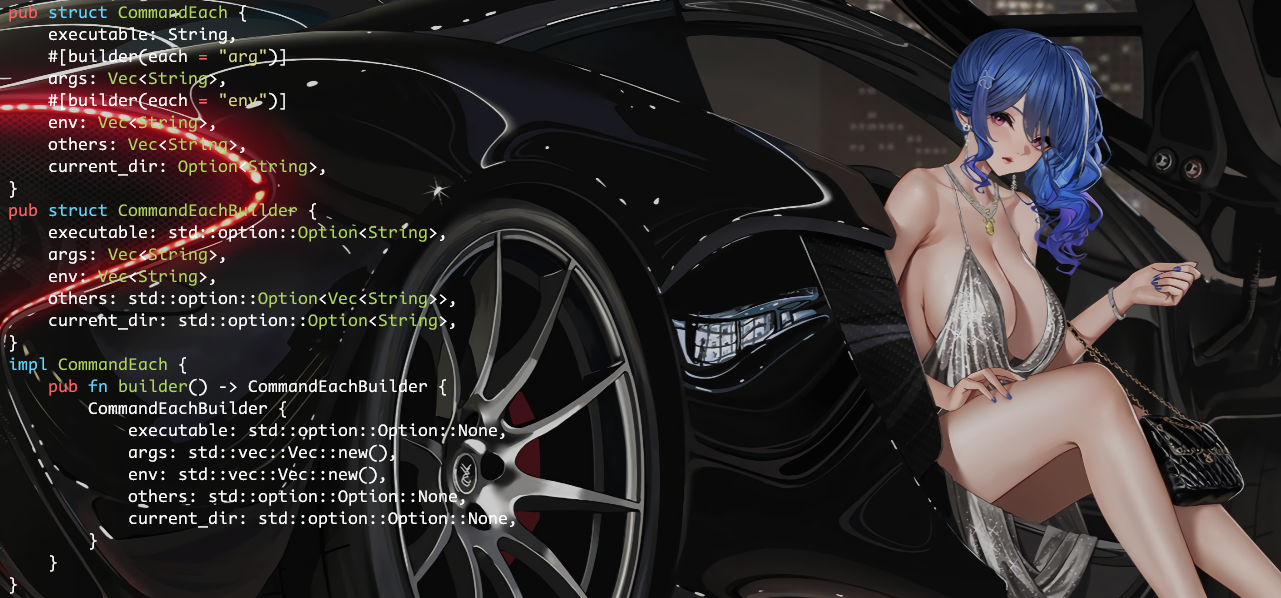 pub struct CommandEach {
    executable: String,
    #[builder(each = "arg")]
    args: Vec<String>,
    #[builder(each = "env")]
    env: Vec<String>,
    others: Vec<String>,
    current_dir: Option<String>,
}
pub struct CommandEachBuilder {
    executable: std::option::Option<String>,
    args: Vec<String>,
    env: Vec<String>,
    others: std::option::Option<Vec<String>>,
    current_dir: std::option::Option<String>,
}
impl CommandEach {
    pub fn builder() -> CommandEachBuilder {
        CommandEachBuilder {
            executable: std::option::Option::None,
            args: std::vec::Vec::new(),
            env: std::vec::Vec::new(),
            others: std::option::Option::None,
            current_dir: std::option::Option::None,
        }
    }
}